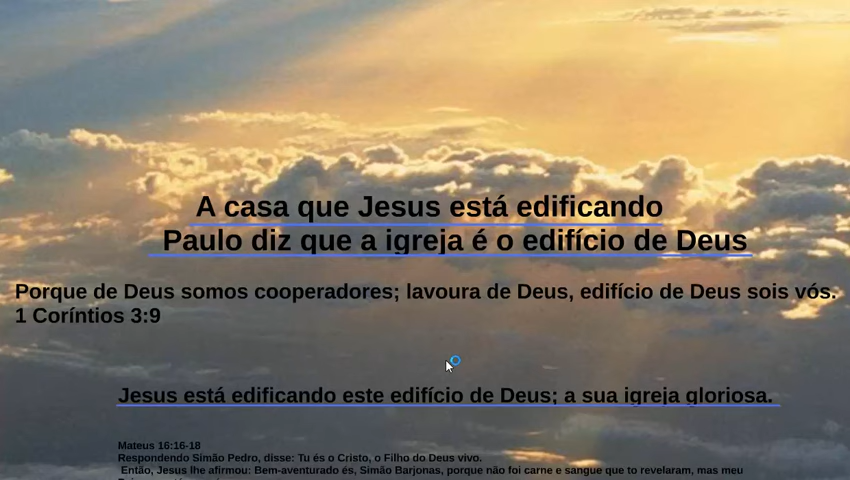 A casa que Jesus está edificando
Paulo diz que a igreja é o edifício de Deus
Porque de Deus somos cooperadores; lavoura de Deus, edifício de Deus sois vós.
1 Coríntios 3:9
Jesus está edificando este edifício de Deus; a sua igreja gloriosa.
Mateus 16:16-18
Respondendo Simão Pedro, disse: Tu és o Cristo, o Filho do Deus vivo.
Então, Jesus lhe afirmou: Bem-aventurado és, Simão Barjonas, porque não foi carne e sangue que to revelaram, mas meu